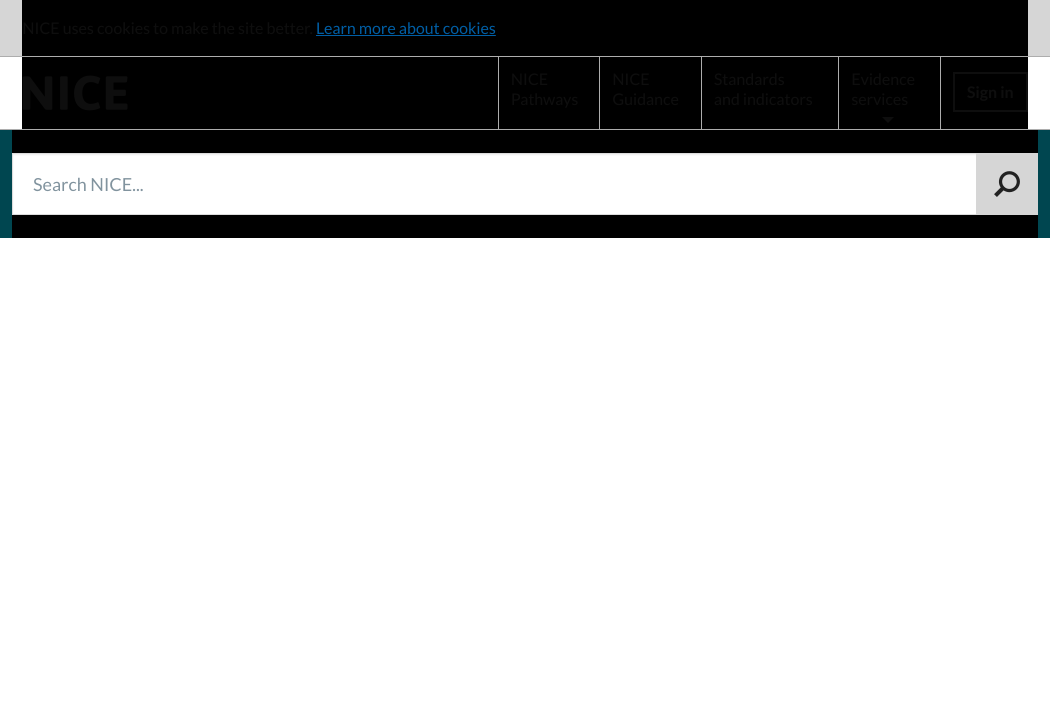 NICE uses cookies to make the site better. Learn more about cookies
NICE
NICE Pathways
NICE Guidance
Standards and indicators
Evidence services
Sign in
Search NICE...